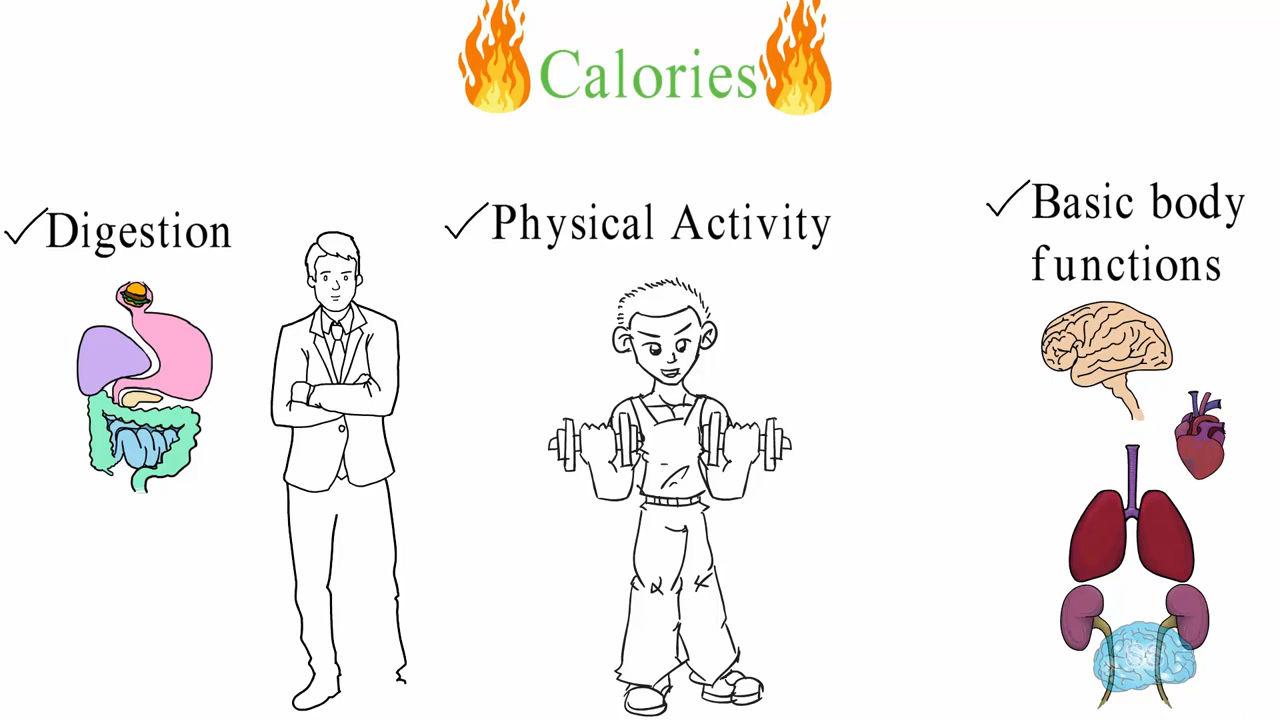 Calories
Digestion
Physical Activity
Basic body
functions